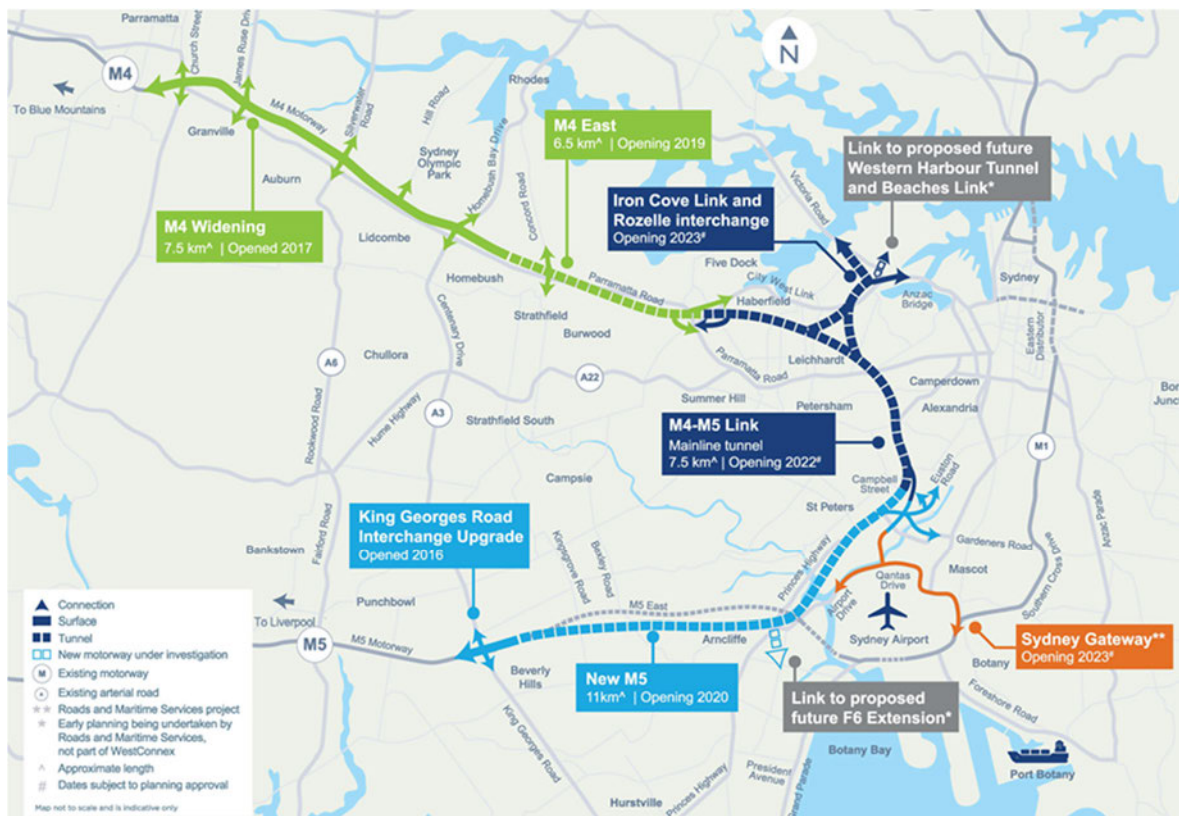 Parramatta
Church Street
James Ruse Drive
M4
To Blue Mountains
M4 Motorway
Granville
Silverwater
Road
Hill Road
Rhodes
Auburn
Sydney
Olympic
Park
Homebush Bay Drive
M4 East
6.5 km^ | Opening 2019
N
Link to proposed future
Western Harbour Tunnel
and Beaches Link*
Victoria Road
Iron Cove Link and
Rozelle interchange
Opening 2023#
M4 Widening
7.5 km^ | Opened 2017
Lidcombe
Concord Road
Homebush
Parramatta Road
Five Dock
City West Link
Haberfield
Anzac
Bridge
Sydney
Eastern
Distributor
Strathfield
Burwood
Centenary Drive
Chullora
A6
A22
A3
Leichhardt
Parramatta Road
Camperdown
Summer Hill
Petersham
Alexandria
Bon
Junc
Rookwood Road
Hume Highway
Strathfield South
M4-M5 Link
Mainline tunnel
7.5 km^ | Opening 2022#
M1
Campbell
Street
Euston
Road
Campsie
St Peters
Anzac Parade
King Georges Road
Interchange Upgrade
Opened 2016
Bankstown
Fairford Road
Kingsgrove Road
Bexley Road
Princes Highway
Gardeners Road
Mascot
Qantas
Drive
Airport
Drive
Southern Cross Drive
Punchbowl
M5 East
To Liverpool
M5
M5 Motorway
Arncliffe
Sydney Airport
Sydney Gateway**
Opening 2023#
Botany
Beverly
Hills
New M5
11km^ | Opening 2020
Link to proposed
future F6 Extension*
Foreshore Road
King Georges Road
Botany Bay
Port Botany
President
Avenue
Princes Highway
Grand Parade
Hurstville
Connection
Surface
Tunnel
New motorway under investigation
M Existing motorway
Existing arterial road
** Roads and Maritime Services project
* Early planning being undertaken by
Roads and Maritime Services,
not part of WestConnex
^ Approximate length
# Dates subject to planning approval
Map not to scale and is indicative only